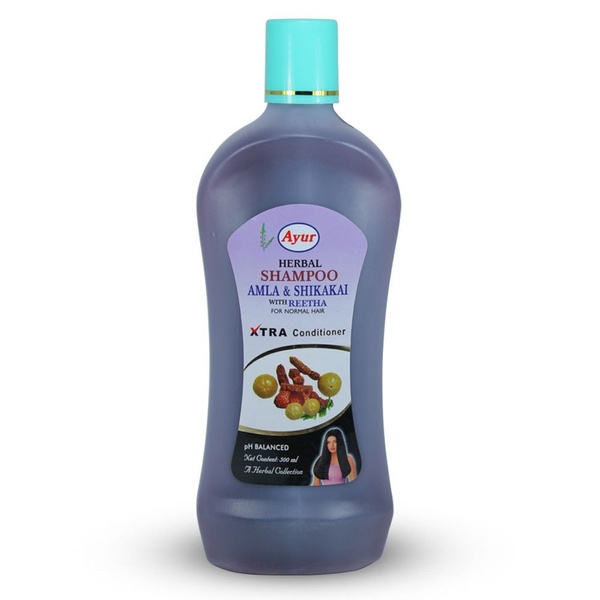 Ayur
HERBAL
SHAMPOO
AMLA & SHIKAKAI
WITH REETHA
FOR NORMAL HAIR
XTRA Conditioner
pH BALANCED
Net Content: 500 ml
A Herbal Collection